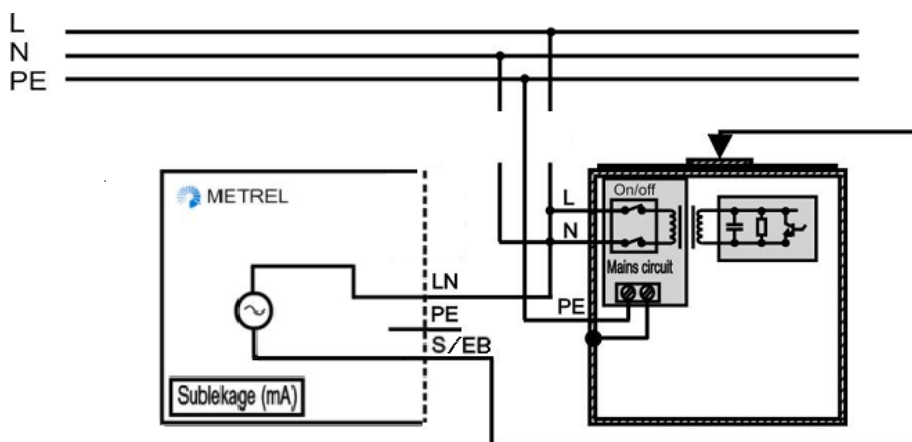 L
N
PE
METREL
On/off
L
N
Mains circuit
LN
PE
PE
S/EB
Sublekage (mA)